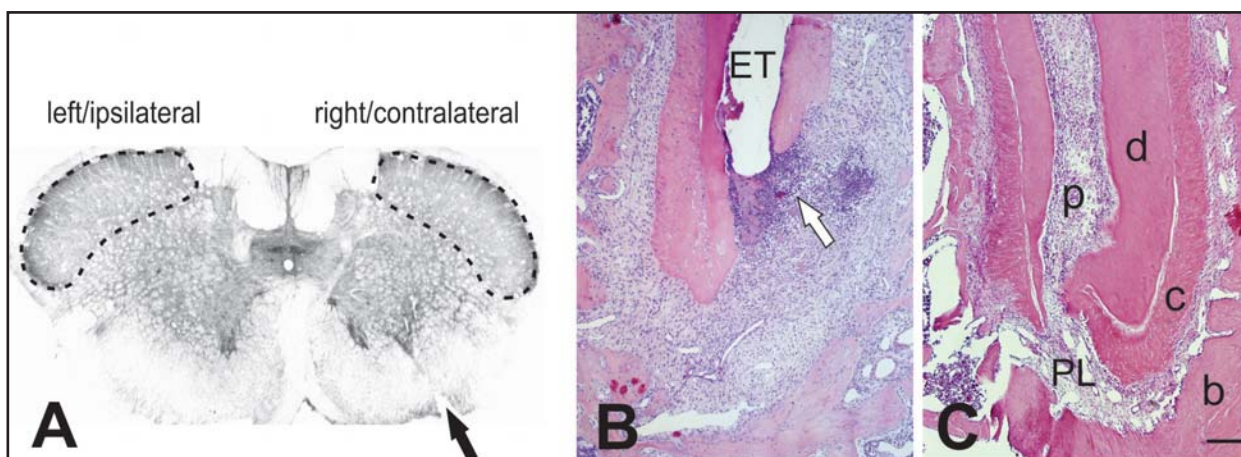 left/ipsilateral
right/contralateral
A
ET
B
d
p
c
PL
b
C